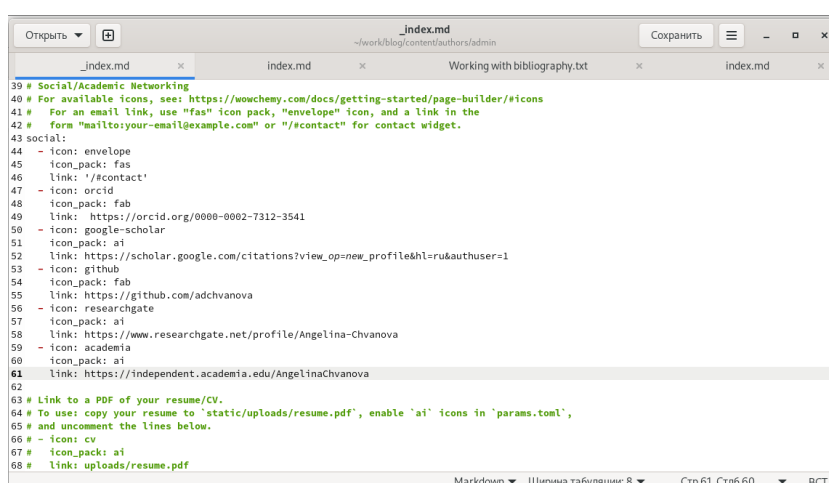 Открыть
_index.md
~/work/blog/content/authors/admin
Сохранить
_index.md
index.md
Working with bibliography.txt
index.md
39 # Social/Academic Networking
40 # For available icons, see: https://wowchemy.com/docs/getting-started/page-builder/#icons
41 #   For an email link, use "fas" icon pack, "envelope" icon, and a link in the
42 #   form "mailto:your-email@example.com" or "/#contact" for contact widget.
43 social:
44   - icon: envelope
45     icon_pack: fas
46     link: '/#contact'
47   - icon: orcid
48     icon_pack: fab
49     link:  https://orcid.org/0000-0002-7312-3541
50   - icon: google-scholar
51     icon_pack: ai
52     link: https://scholar.google.com/citations?view_op=new_profile&hl=ru&authuser=1
53   - icon: github
54     icon_pack: fab
55     link: https://github.com/adchvanova
56   - icon: researchgate
57     icon_pack: ai
58     link: https://www.researchgate.net/profile/Angelina-Chvanova
59   - icon: academia
60     icon_pack: ai
61     link: https://independent.academia.edu/AngelinaChvanova
62
63 # Link to a PDF of your resume/CV.
64 # To use: copy your resume to `static/uploads/resume.pdf`, enable `ai` icons in `params.toml`,
65 # and uncomment the lines below.
66 # - icon: cv
67 #   icon_pack: ai
68 #   link: uploads/resume.pdf
Markdown Ширина табуляции: 8 Стр 61, Стлб 60 ВСТ